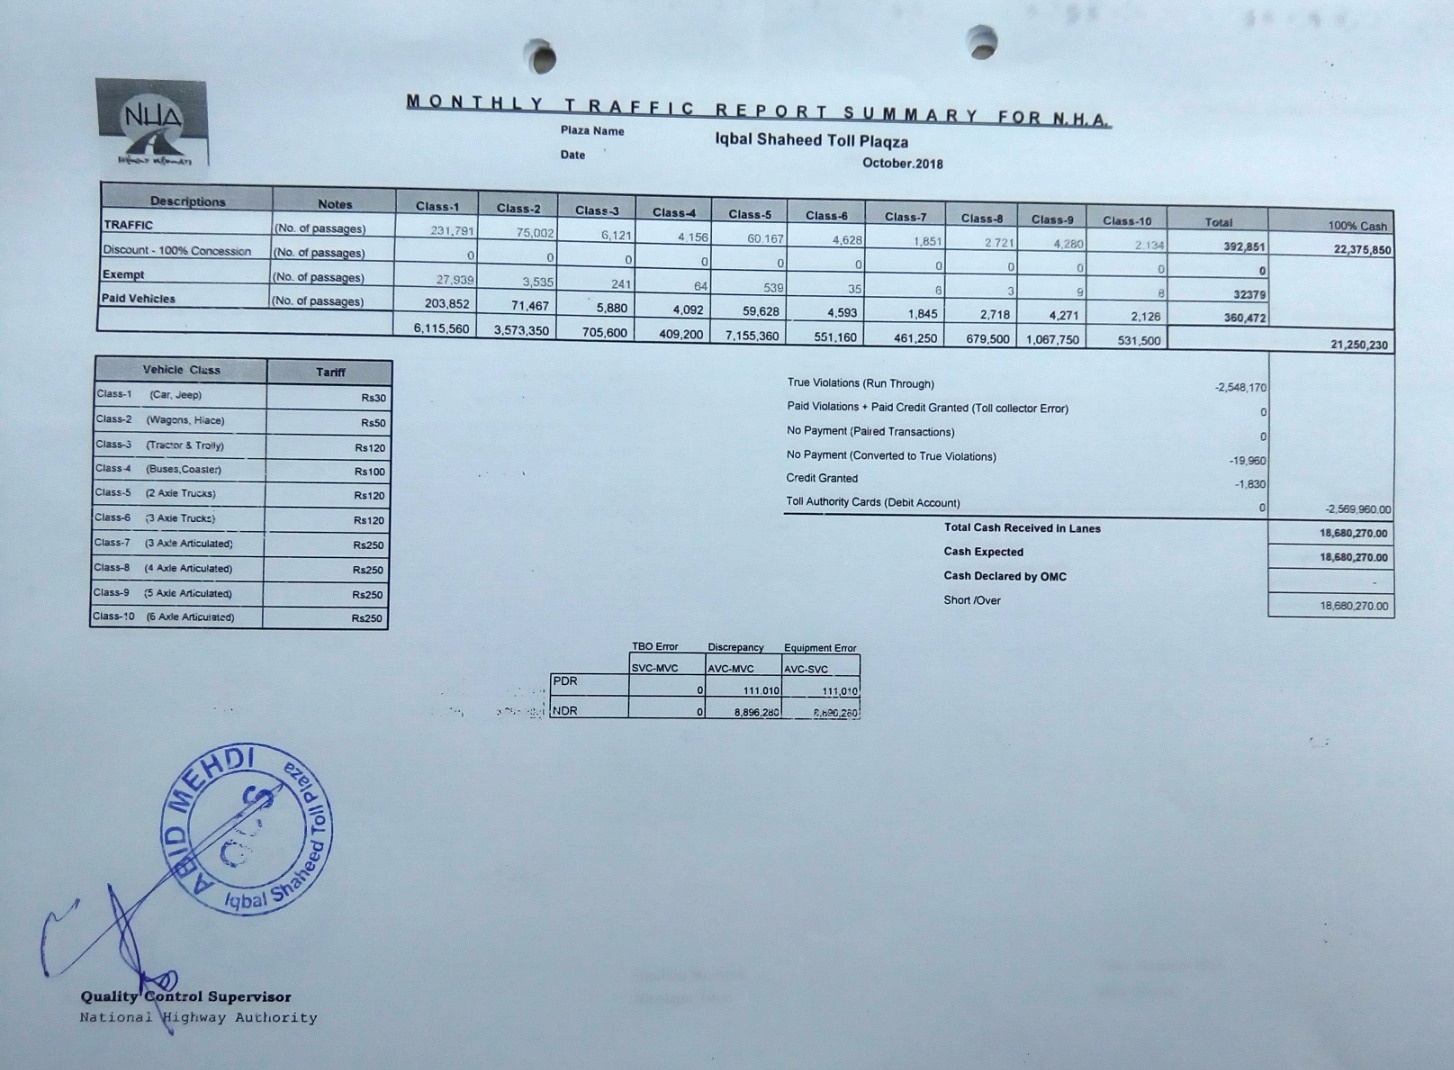 NHA
MONTHLY TRAFFIC REPORT SUMMARY FOR N.H.A.
Plaza Name Iqbal Shaheed Toll Plaqza
Date October.2018
Descriptions Notes Class-1 Class-2 Class-3 Class-4 Class-5 Class-6 Class-7 Class-8 Class-9 Class-10 Total 100% Cash
TRAFFIC (No. of passages) 231,791 75,002 6,121 4,156 60,167 4,628 1,851 2,721 4,280 2,134 392,851 22,375,850
Discount - 100% Concession (No. of passages) 0 0 0 0 0 0 0 0 0 0 0
Exempt (No. of passages) 27,939 3,535 241 64 539 35 6 3 9 8 32379
Paid Vehicles (No. of passages) 203,852 71,467 5,880 4,092 59,628 4,593 1,845 2,718 4,271 2,126 360,472
6,115,560 3,573,350 705,600 409,200 7,155,360 551,160 461,250 679,500 1,067,750 531,500 21,250,230
Vehicle Class Tariff
Class-1 (Car, Jeep) Rs30
Class-2 (Wagons, Hiace) Rs50
Class-3 (Tractor & Trolly) Rs120
Class-4 (Buses,Coaster) Rs100
Class-5 (2 Axle Trucks) Rs120
Class-6 (3 Axle Trucks) Rs120
Class-7 (3 Axle Articulated) Rs250
Class-8 (4 Axle Articulated) Rs250
Class-9 (5 Axle Articulated) Rs250
Class-10 (6 Axle Articulated) Rs250
True Violations (Run Through) -2,548,170
Paid Violations + Paid Credit Granted (Toll collector Error) 0
No Payment (Paired Transactions) 0
No Payment (Converted to True Violations) -19,960
Credit Granted -1,830
Toll Authority Cards (Debit Account) 0 -2,569,960.00
Total Cash Received in Lanes 18,680,270.00
Cash Expected 18,680,270.00
Cash Declared by OMC -
Short /Over 18,680,270.00
TBO Error Discrepancy Equipment Error
SVC-MVC AVC-MVC AVC-SVC
PDR 0 111,010 111,010
NDR 0 8,896,280
ABID MEHDI
QCS
Iqbal Shaheed Toll Plaza
Quality Control Supervisor
National Highway Authority